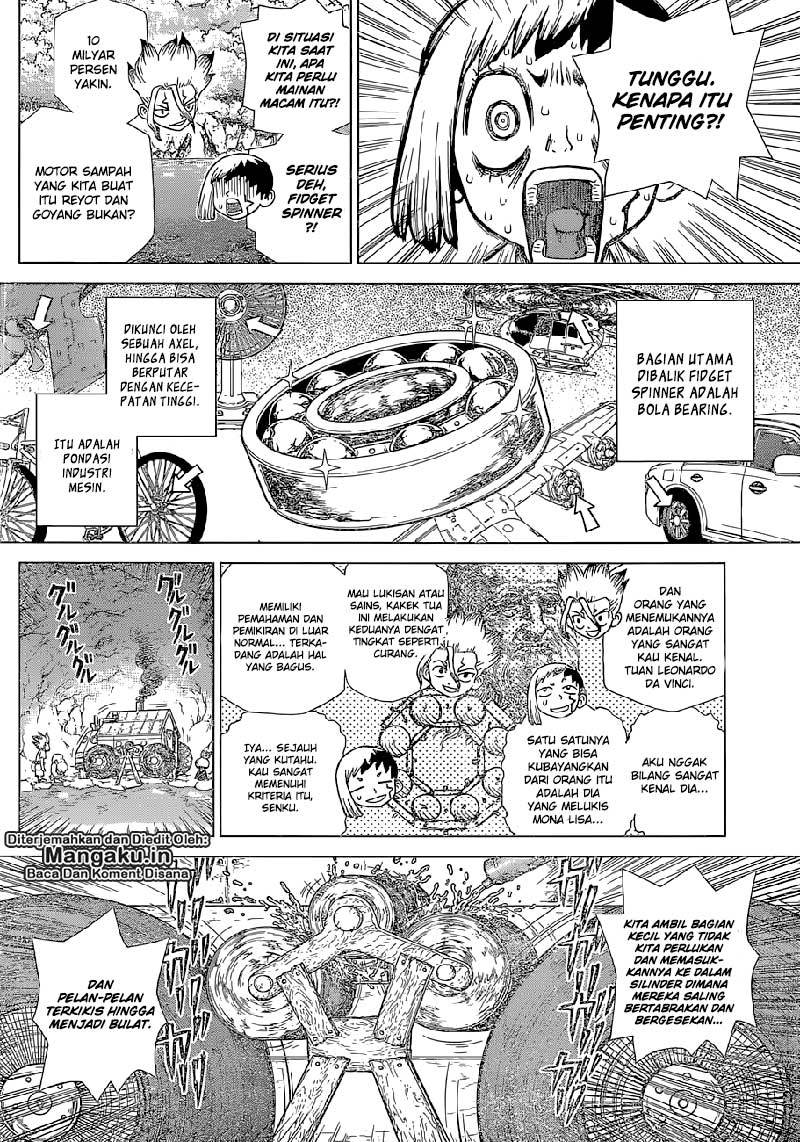 TUNGGU.
KENAPA ITU
PENTING?!
DI SITUASI
KITA SAAT
INI, APA
KITA PERLU
MAINAN
MACAM ITU?!
SERIUS
DEH,
FIDGET
SPINNER
?!
10
MILYAR
PERSEN
YAKIN.
MOTOR SAMPAH
YANG KITA BUAT
ITU REYOT DAN
GOYANG BUKAN?
BAGIAN UTAMA
DIBALIK FIDGET
SPINNER ADALAH
BOLA BEARING.
DIKUNCI OLEH
SEBUAH AXEL,
HINGGA BISA
BERPUTAR
DENGAN KECE-
PATAN TINGGI.
ITU ADALAH
PONDASI
INDUSTRI
MESIN.
DAN
ORANG YANG
MENEMUKANNYA
ADALAH ORANG
YANG SANGAT
KAU KENAL.
TUAN LEONARDO
DA VINCI.
AKU NGGAK
BILANG SANGAT
KENAL DIA...
SATU SATUNYA
YANG BISA
KUBAYANGKAN
DARI ORANG ITU
ADALAH DIA
YANG MELUKIS
MONA LISA...
MAU LUKISAN ATAU
SAINS, KAKEK TUA
INI MELAKUKAN
KEDUANYA DENGAT
TINGKAT SEPERTI
CURANG.
MEMILIKI
PEMAHAMAN DAN
PEMIKIRAN DI LUAR
NORMAL... TERKA-
DANG ADALAH HAL
YANG BAGUS.
IYA... SEJAUH
YANG KUTAHU.
KAU SANGAT
MEMENUHI
KRITERIA ITU,
SENKU.
グルグル
グルグル
Diterjemahkan dan Diedit Oleh:
Mangaku.in
Baca Dan Koment Disana
KITA AMBIL BAGIAN
KECIL YANG TIDAK
KITA PERLUKAN
DAN MEMASUK-
KANNYA KE DALAM
SILINDER DIMANA
MEREKA SALING
BERTABRAKAN DAN
BERGESEKAN...
DAN
PELAN-PELAN
TERKIKIS HINGGA
MENJADI BULAT.